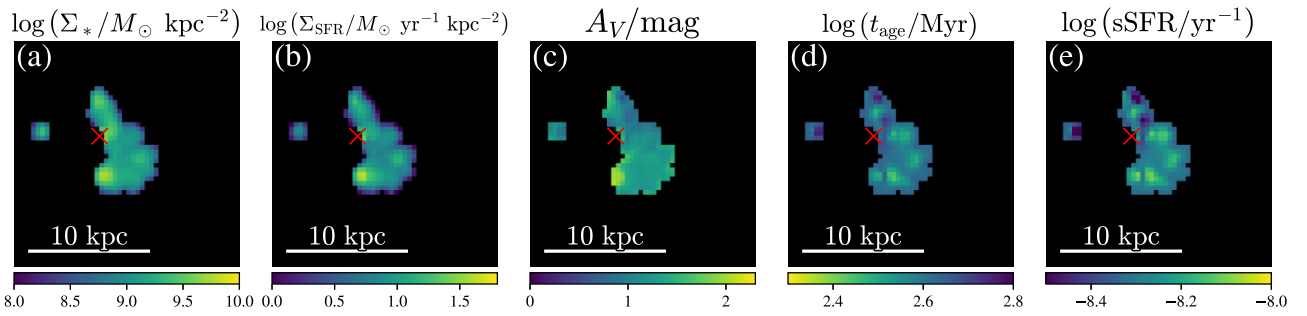 log (Σ∗/M⊙ kpc⁻²)
log (Σ_SFR/M⊙ yr⁻¹ kpc⁻²)
A_V/mag
log (t_age/Myr)
log (sSFR/yr⁻¹)
(a)
(b)
(c)
(d)
(e)
10 kpc
10 kpc
10 kpc
10 kpc
10 kpc
8.0 8.5 9.0 9.5 10.0
0.0 0.5 1.0 1.5
0 1 2
2.4 2.6 2.8
−8.4 −8.2 −8.0